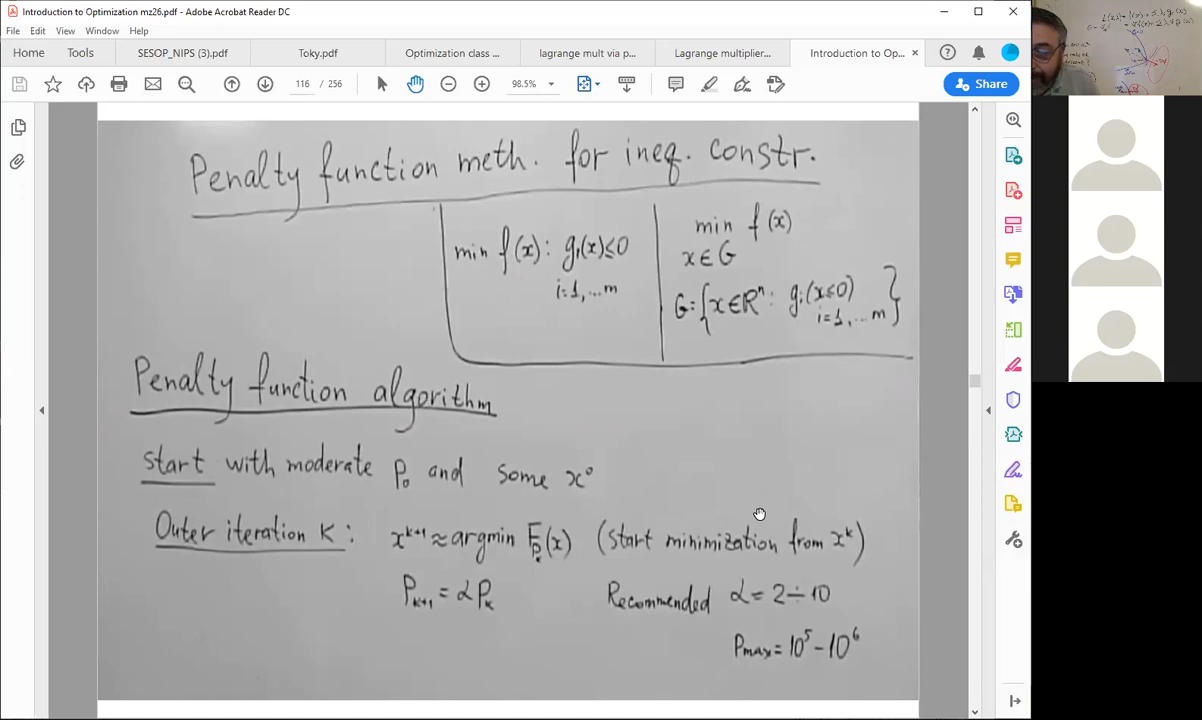 Introduction to Optimization mz26.pdf - Adobe Acrobat Reader DC
File Edit View Window Help
Home Tools SESOP_NIPS (3).pdf Toky.pdf Optimization class ... lagrange mult via p... Lagrange multiplier... Introduction to Op...
116 / 256 98.5% Share
Penalty function meth. for ineq. constr.
min f(x): gᵢ(x)≤0
i=1,...m
min f(x)
x∈G
G={x∈Rⁿ: gᵢ(x≤0)
i=1,...m }
Penalty function algorithm
start with moderate P₀ and some x⁰
Outer iteration K: xᵏ⁺¹ ≈ argmin F_Pₖ(x) (start minimization from xᵏ)
Pₖ₊₁ = αPₖ Recommended α = 2÷10
Pmax = 10⁵ - 10⁶